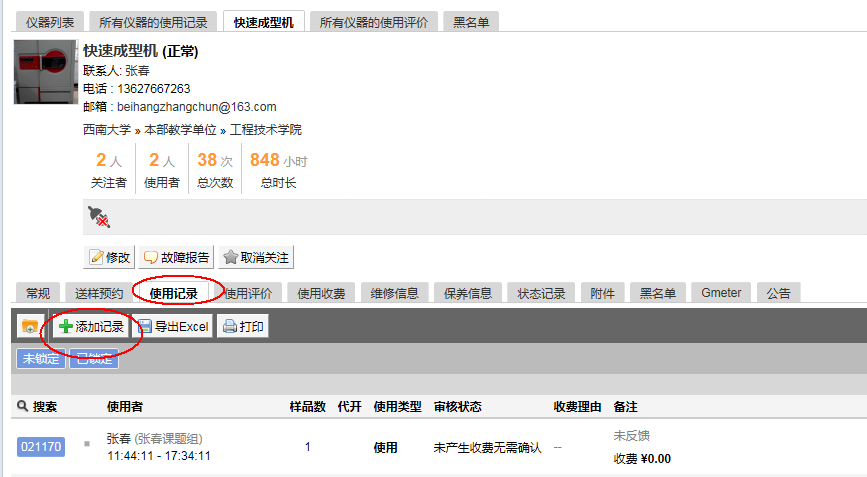 仪器列表 所有仪器的使用记录 快速成型机 所有仪器的使用评价 黑名单
快速成型机 (正常)
联系人: 张春
电话 : 13627667263
邮箱 : beihangzhangchun@163.com
西南大学 » 本部教学单位 » 工程技术学院
2 人 2 人 38 次 848 小时
关注者 使用者 总次数 总时长
修改 故障报告 取消关注
常规 送样预约 使用记录 使用评价 使用收费 维修信息 保养信息 状态记录 附件 黑名单 Gmeter 公告
添加记录 导出Excel 打印
未锁定 已锁定
搜索 使用者 样品数 代开 使用类型 审核状态 收费理由 备注
021170 张春 (张春课题组) 1 使用 未产生收费无需确认 -- 未反馈
11:44:11 - 17:34:11 收费 ¥0.00